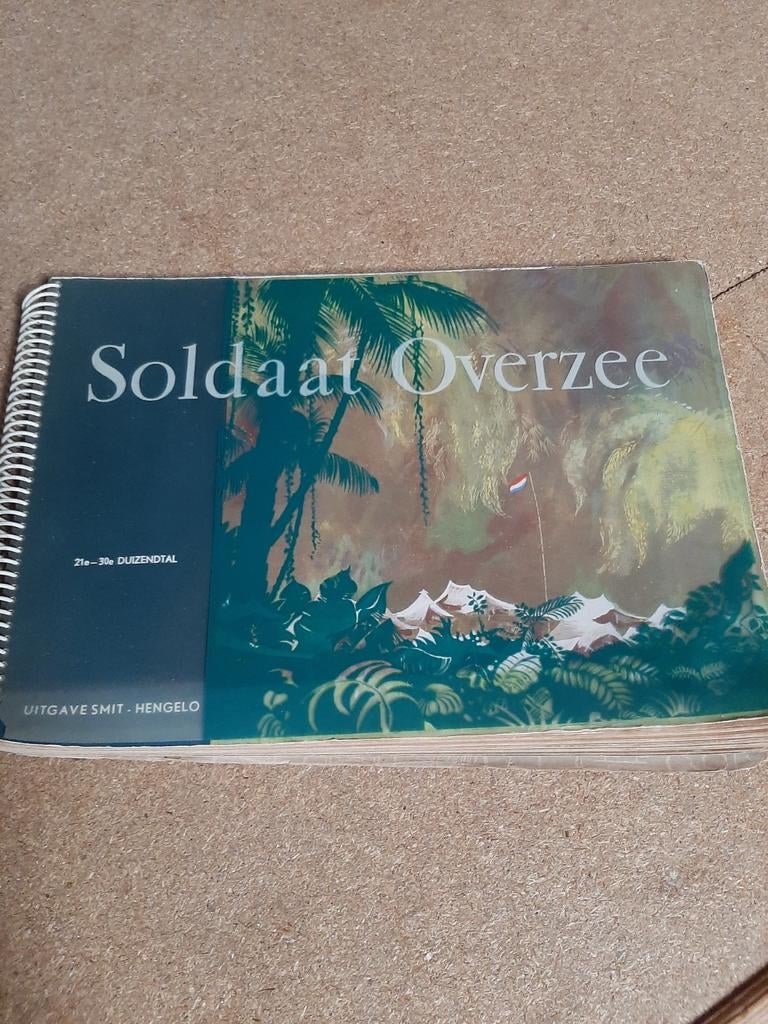 Soldaat Overzee
21e-30e DUIZENDTAL
UITGAVE SMIT - HENGELO